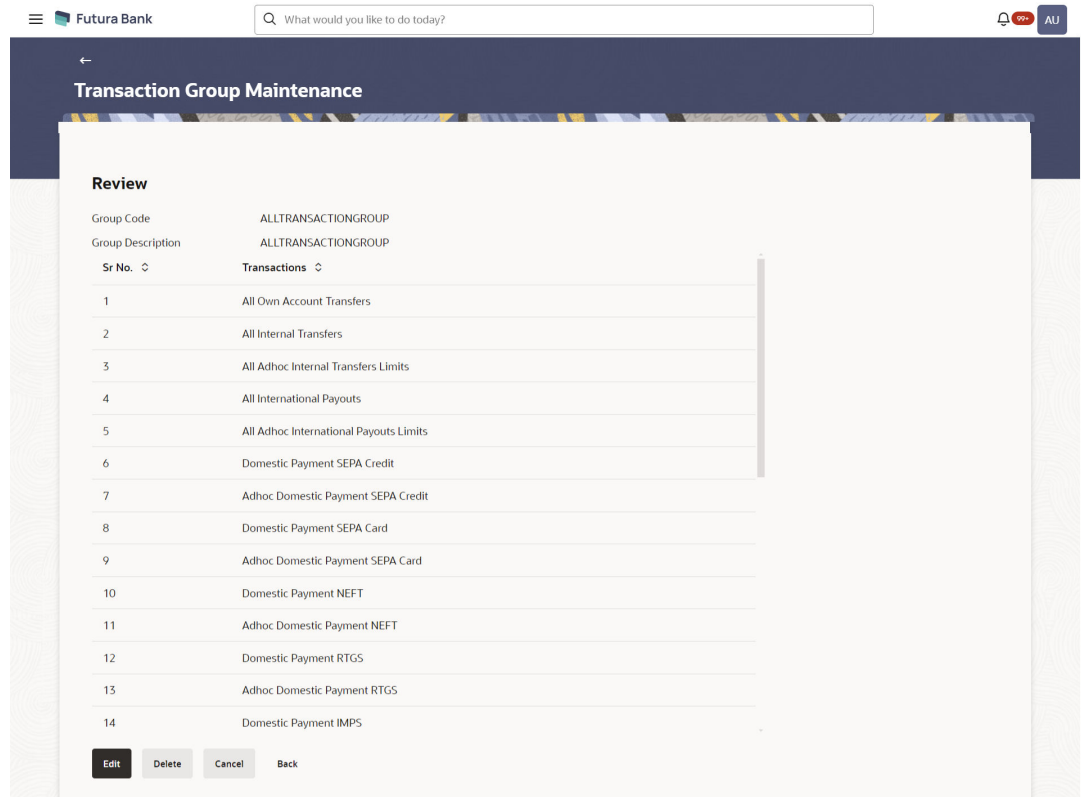 Futura Bank What would you like to do today? 99+ AU
Transaction Group Maintenance
Review
Group Code ALLTRANSACTIONGROUP
Group Description ALLTRANSACTIONGROUP
Sr No. Transactions
1 All Own Account Transfers
2 All Internal Transfers
3 All Adhoc Internal Transfers Limits
4 All International Payouts
5 All Adhoc International Payouts Limits
6 Domestic Payment SEPA Credit
7 Adhoc Domestic Payment SEPA Credit
8 Domestic Payment SEPA Card
9 Adhoc Domestic Payment SEPA Card
10 Domestic Payment NEFT
11 Adhoc Domestic Payment NEFT
12 Domestic Payment RTGS
13 Adhoc Domestic Payment RTGS
14 Domestic Payment IMPS
Edit Delete Cancel Back